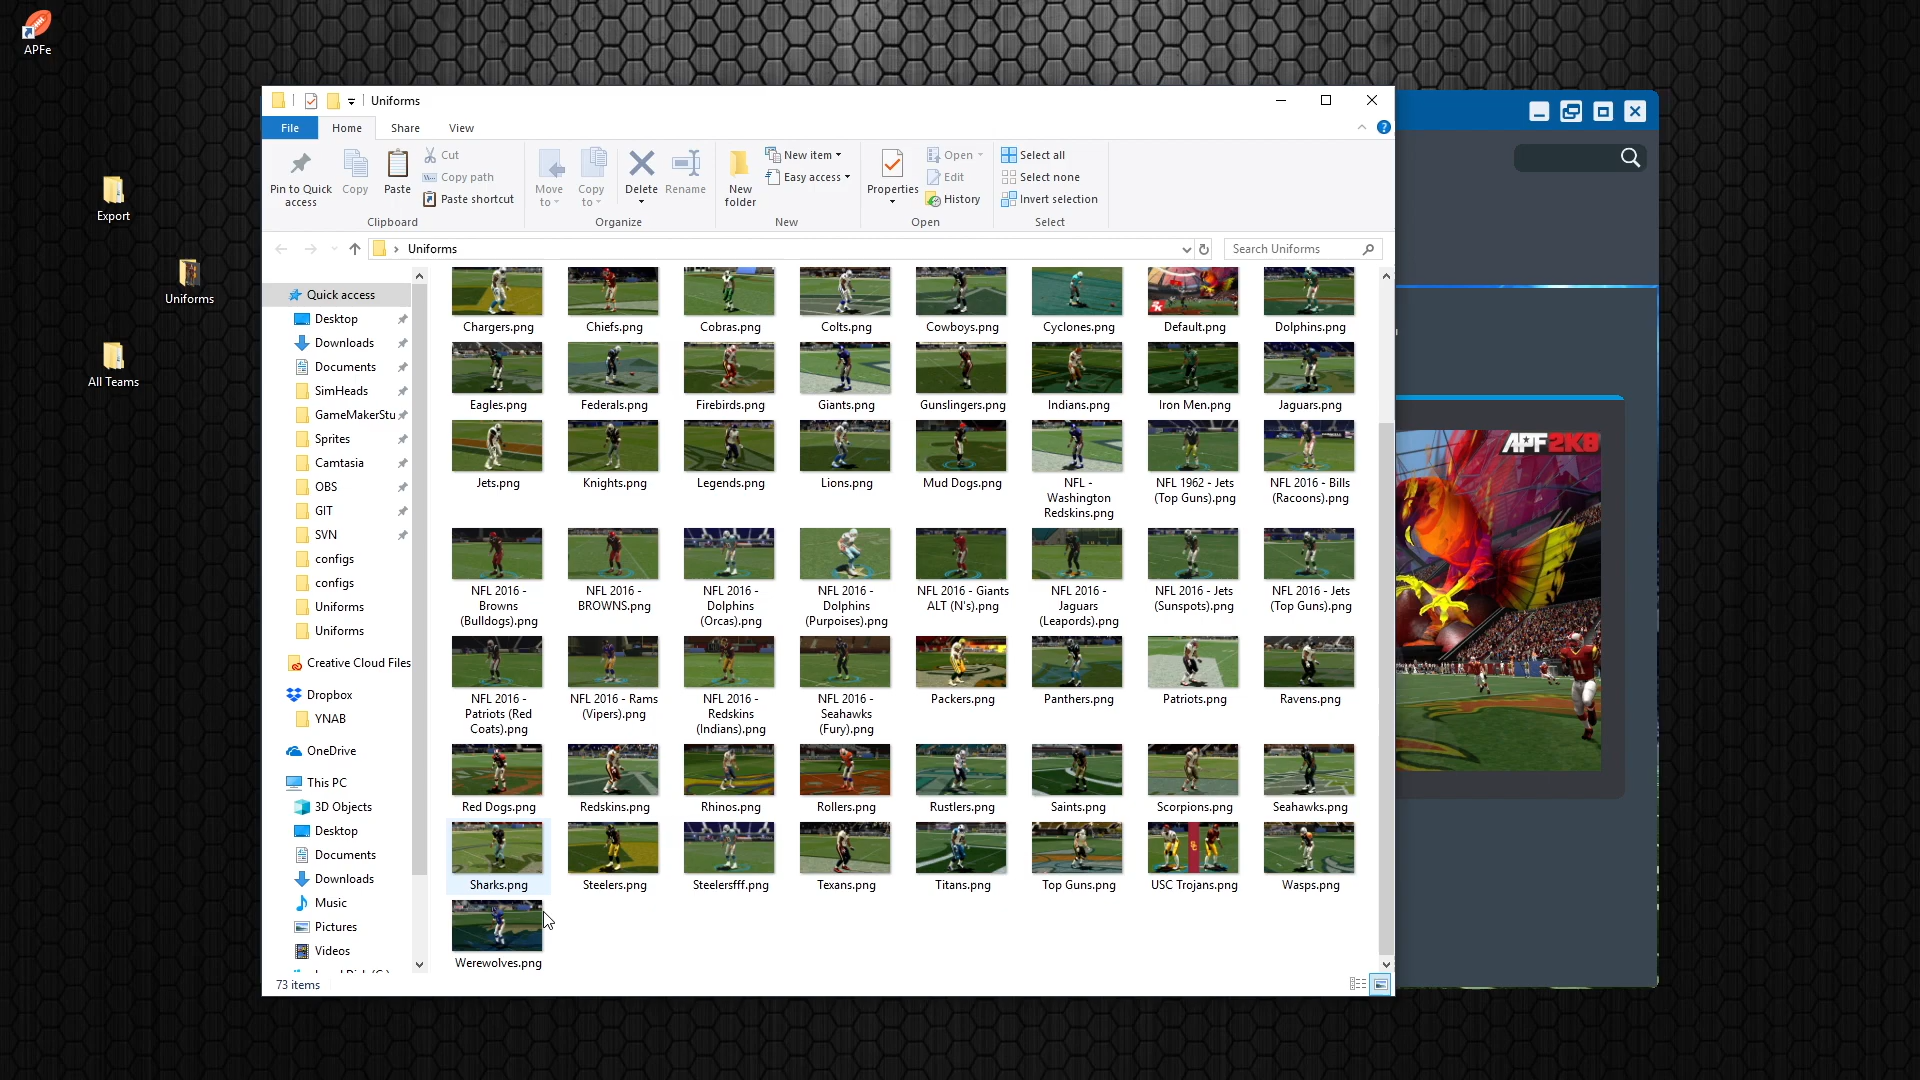 APFe
Export
Uniforms
All Teams
Uniforms
File
Home
Share
View
Pin to Quick access
Copy
Paste
Cut
Copy path
Paste shortcut
Clipboard
Move to
Copy to
Delete
Rename
Organize
New folder
New item
Easy access
New
Properties
Open
Edit
History
Open
Select all
Select none
Invert selection
Select
Uniforms
Search Uniforms
Quick access
Desktop
Downloads
Documents
SimHeads
GameMakerStu
Sprites
Camtasia
OBS
GIT
SVN
configs
configs
Uniforms
Uniforms
Creative Cloud Files
Dropbox
YNAB
OneDrive
This PC
3D Objects
Desktop
Documents
Downloads
Music
Pictures
Videos
Chargers.png
Chiefs.png
Cobras.png
Colts.png
Cowboys.png
Cyclones.png
Default.png
Dolphins.png
Eagles.png
Federals.png
Firebirds.png
Giants.png
Gunslingers.png
Indians.png
Iron Men.png
Jaguars.png
Jets.png
Knights.png
Legends.png
Lions.png
Mud Dogs.png
NFL -
Washington
Redskins.png
NFL 1962 - Jets
(Top Guns).png
NFL 2016 - Bills
(Racoons).png
NFL 2016 -
Browns
(Bulldogs).png
NFL 2016 -
BROWNS.png
NFL 2016 -
Dolphins
(Orcas).png
NFL 2016 -
Dolphins
(Purpoises).png
NFL 2016 - Giants
ALT (N's).png
NFL 2016 -
Jaguars
(Leapords).png
NFL 2016 - Jets
(Sunspots).png
NFL 2016 - Jets
(Top Guns).png
NFL 2016 -
Patriots (Red
Coats).png
NFL 2016 - Rams
(Vipers).png
NFL 2016 -
Redskins
(Indians).png
NFL 2016 -
Seahawks
(Fury).png
Packers.png
Panthers.png
Patriots.png
Ravens.png
Red Dogs.png
Redskins.png
Rhinos.png
Rollers.png
Rustlers.png
Saints.png
Scorpions.png
Seahawks.png
Sharks.png
Steelers.png
Steelersfff.png
Texans.png
Titans.png
Top Guns.png
USC Trojans.png
Wasps.png
Werewolves.png
73 items
APF 2K8
11